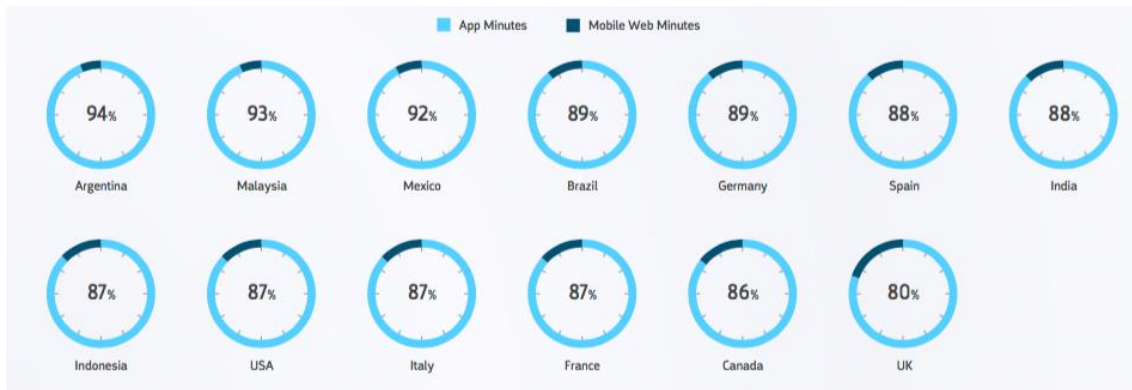 App Minutes Mobile Web Minutes
94% 93% 92% 89% 89% 88% 88%
Argentina Malaysia Mexico Brazil Germany Spain India
87% 87% 87% 87% 86% 80%
Indonesia USA Italy France Canada UK